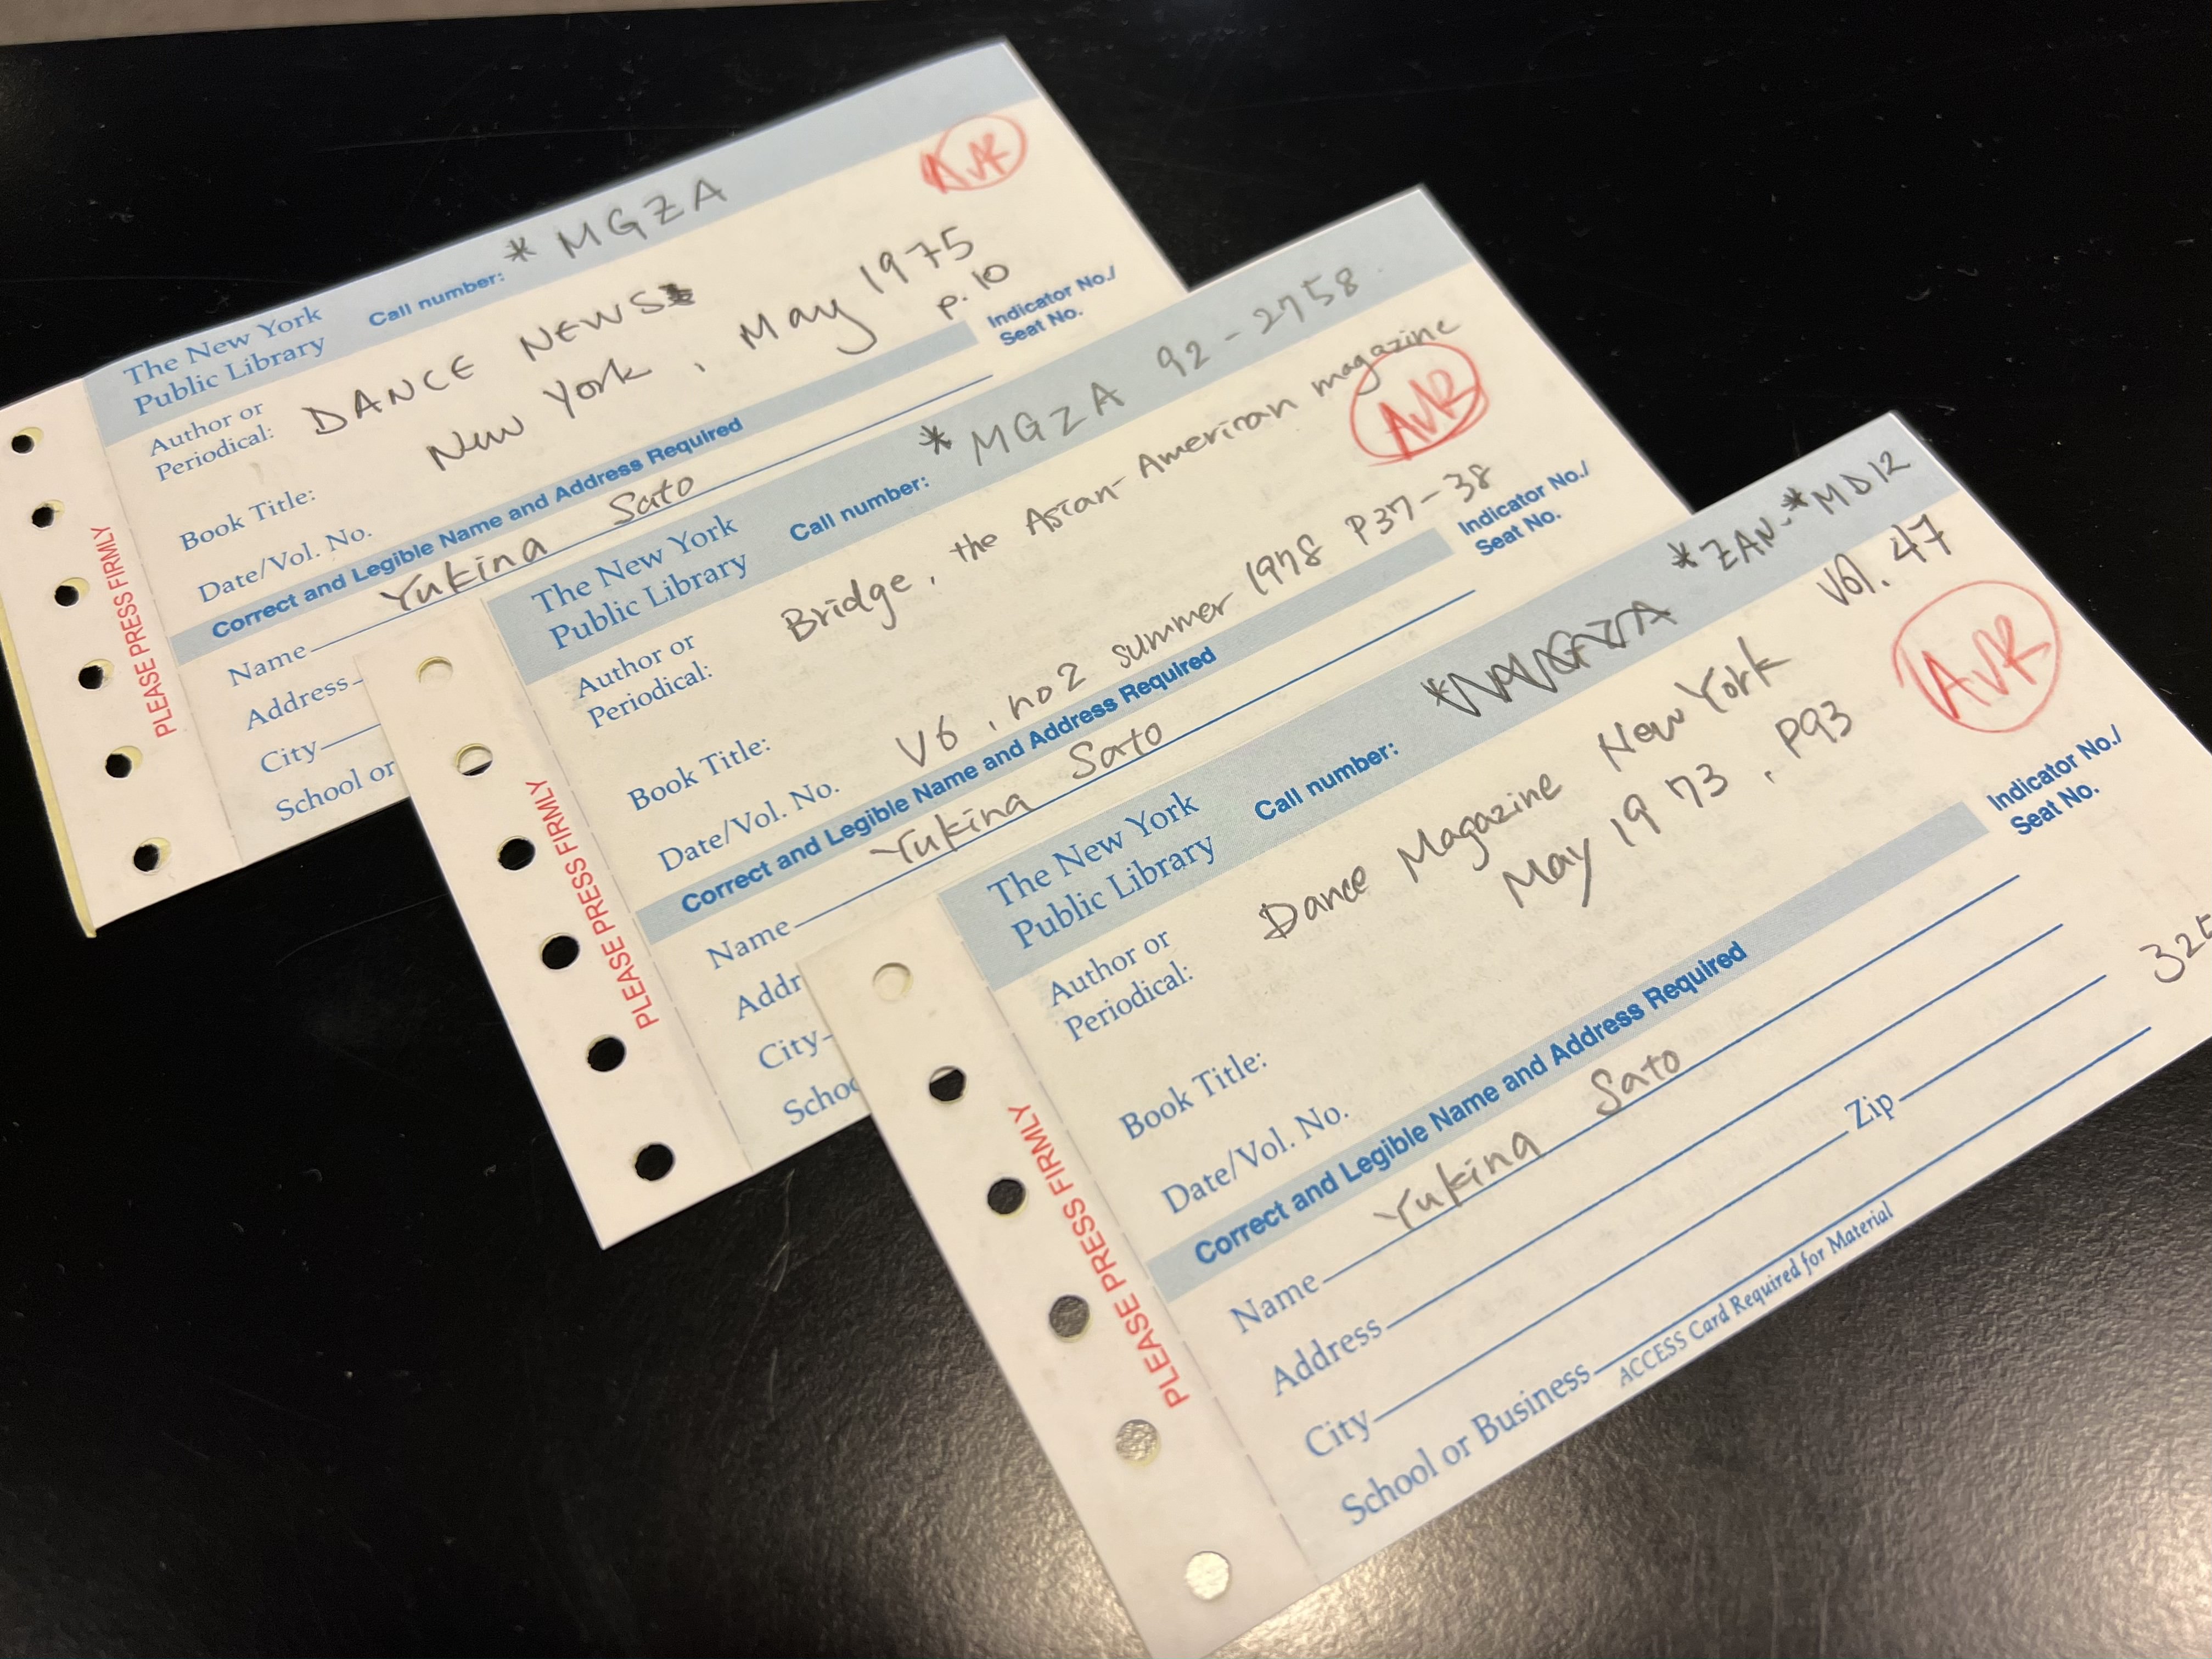 * MGZA
AVR
The New York
Public Library
Call number:
Author or
Periodical:
DANCE NEWS
New York, May 1975
p. 10
Indicator No./
Seat No.
Book Title:
Date/Vol. No.
Correct and Legible Name and Address Required
Name Yukina Sato
Address
City
School or
PLEASE PRESS FIRMLY
* MGZA 92-2758
AVR
The New York
Public Library
Call number:
Author or
Periodical:
Bridge, the Asian-American magazine
Book Title:
Date/Vol. No.
V6, no2 summer 1978 P37-38
Indicator No./
Seat No.
Correct and Legible Name and Address Required
Name Yukina Sato
Addr
City
Schoo
PLEASE PRESS FIRMLY
*ZAN-*MD12
Vol. 47
AVR
The New York
Public Library
Call number:
Author or
Periodical:
Dance Magazine New York
May 1973, P93
Indicator No./
Seat No.
Book Title:
Date/Vol. No.
Correct and Legible Name and Address Required
Name Yukina Sato
Address
City
Zip
School or Business
ACCESS Card Required for Material
PLEASE PRESS FIRMLY